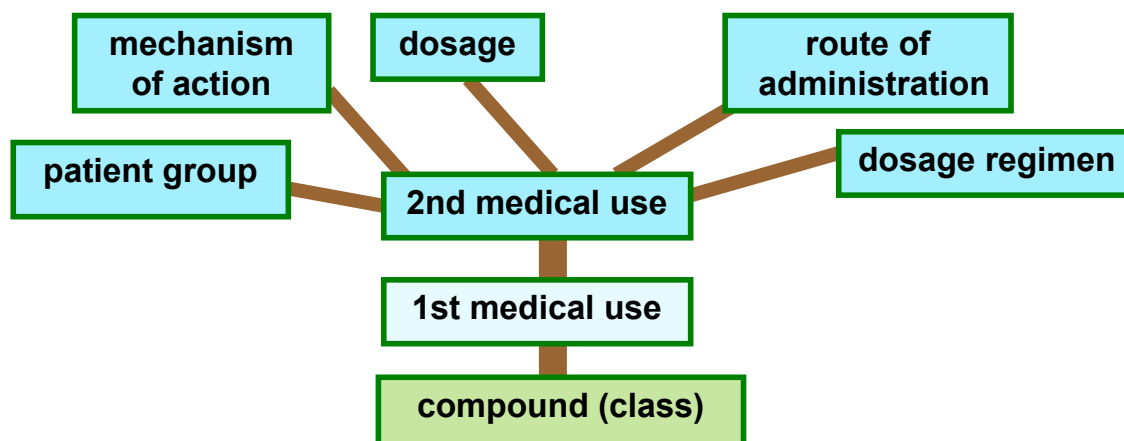 mechanism
of action
dosage
route of
administration
patient group
dosage regimen
2nd medical use
1st medical use
compound (class)